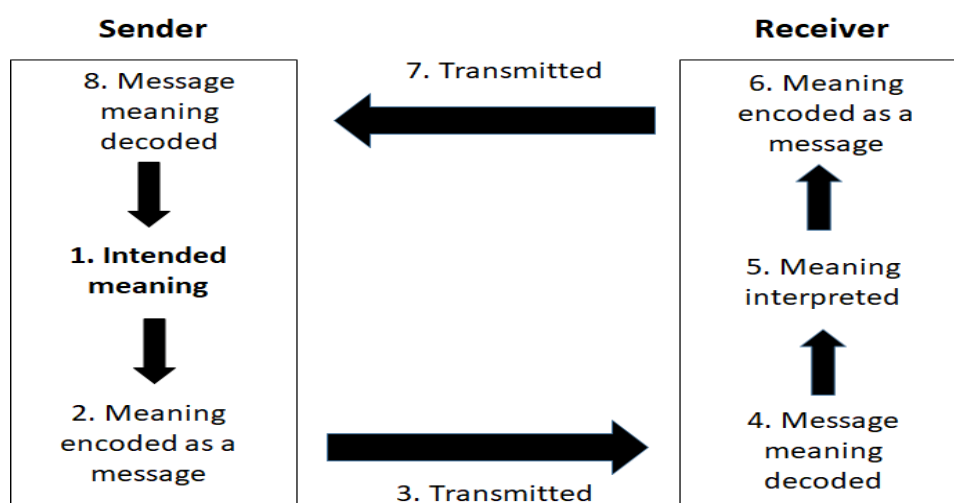 Sender
Receiver
8. Message
meaning
decoded
7. Transmitted
6. Meaning
encoded as a
message
1. Intended
meaning
5. Meaning
interpreted
2. Meaning
encoded as a
message
3. Transmitted
4. Message
meaning
decoded